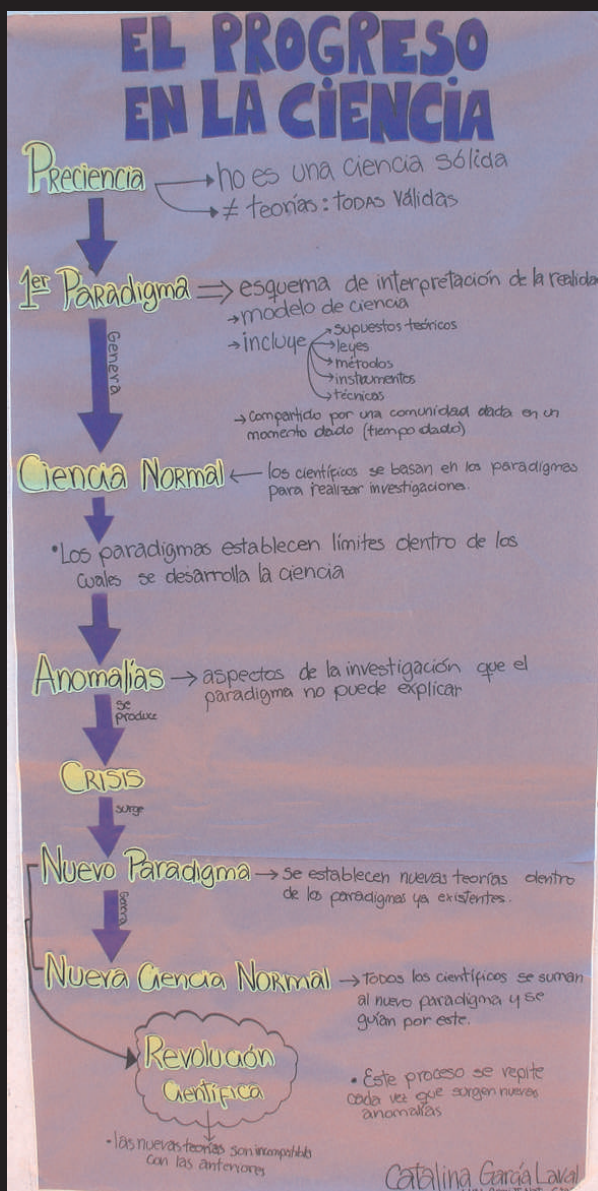 EL PROGRESO
EN LA CiENCiA
PRECiENCiA
no es una ciencia sólida
≠ teorías: TODAS válidas
1er PARADigMA
esquema de interpretación de la realidad
modelo de ciencia
incluye
supuestos teóricos
leyes
métodos
instrumentos
técnicas
compartido por una comunidad dada en un
momento dado (tiempo dado)
Genera
Ciencia NORMAL
los científicos se basan en los paradigmas
para realizar investigaciones.
•Los paradigmas establecen límites dentro de los
cuales se desarrolla la ciencia
Anomalías
aspectos de la investigación que el
paradigma no puede explicar
se
produce
CRISIS
surge
Nuevo Paradigma
se establecen nuevas teorías dentro
de los paradigmas ya existentes.
Genera
Nueva Ciencia NORMAL
Todos los científicos se suman
al nuevo paradigma y se
guían por este.
Revolución
Científica
• Este proceso se repite
cada vez que surgen nuevas
anomalías
•las nuevas teorías son incompatibles
con las anteriores
Catalina García Laval